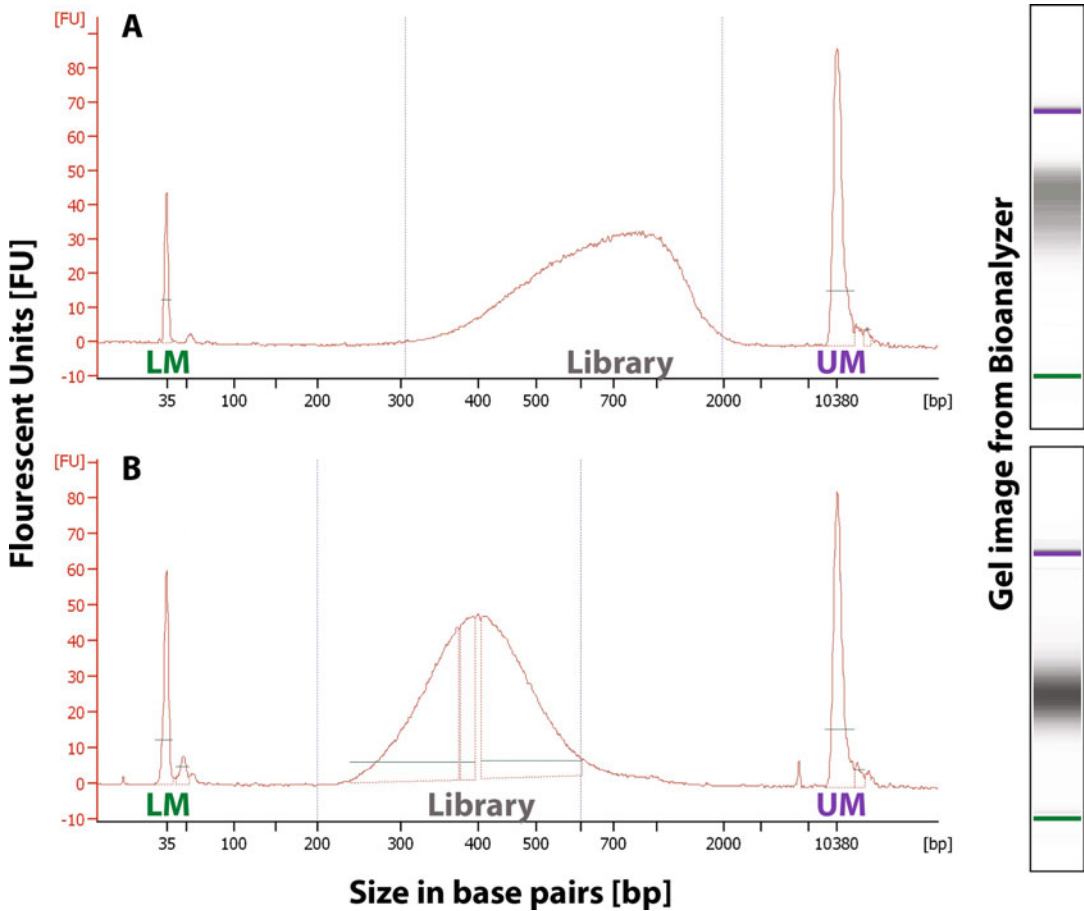 Flourescent Units [FU]
[FU]
A
80
70
60
50
40
30
20
10
0
-10
LM
Library
UM
35 100 200 300 400 500 700 2000 10380 [bp]
[FU]
B
80
70
60
50
40
30
20
10
0
-10
LM
Library
UM
35 100 200 300 400 500 700 2000 10380 [bp]
Size in base pairs [bp]
Gel image from Bioanalyzer